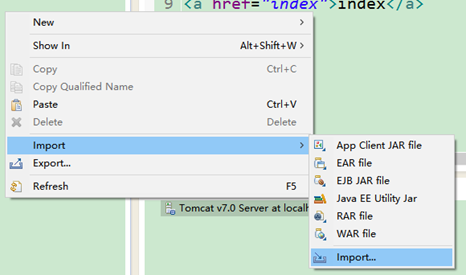 9 <a href="index">index</a>
New
Show In Alt+Shift+W
Copy Ctrl+C
Copy Qualified Name
Paste Ctrl+V
Delete Delete
Import
Export...
Refresh F5
App Client JAR file
EAR file
EJB JAR file
Java EE Utility Jar
RAR file
WAR file
Import...
Tomcat v7.0 Server at localh